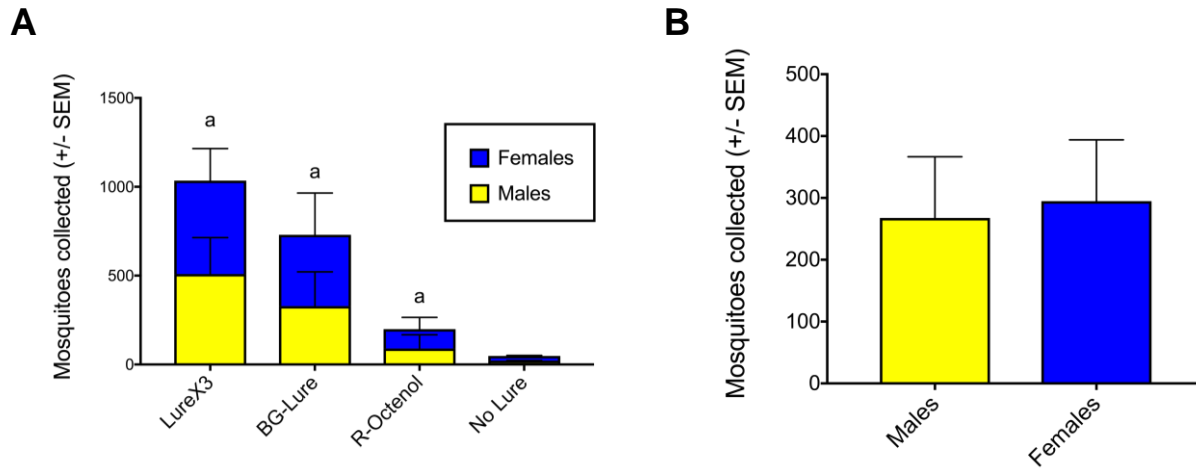 A
Mosquitoes collected (+/- SEM)
1500
1000
500
0
a
a
a
Females
Males
LureX3
BG-Lure
R-Octenol
No Lure
B
Mosquitoes collected (+/- SEM)
500
400
300
200
100
0
Males
Females